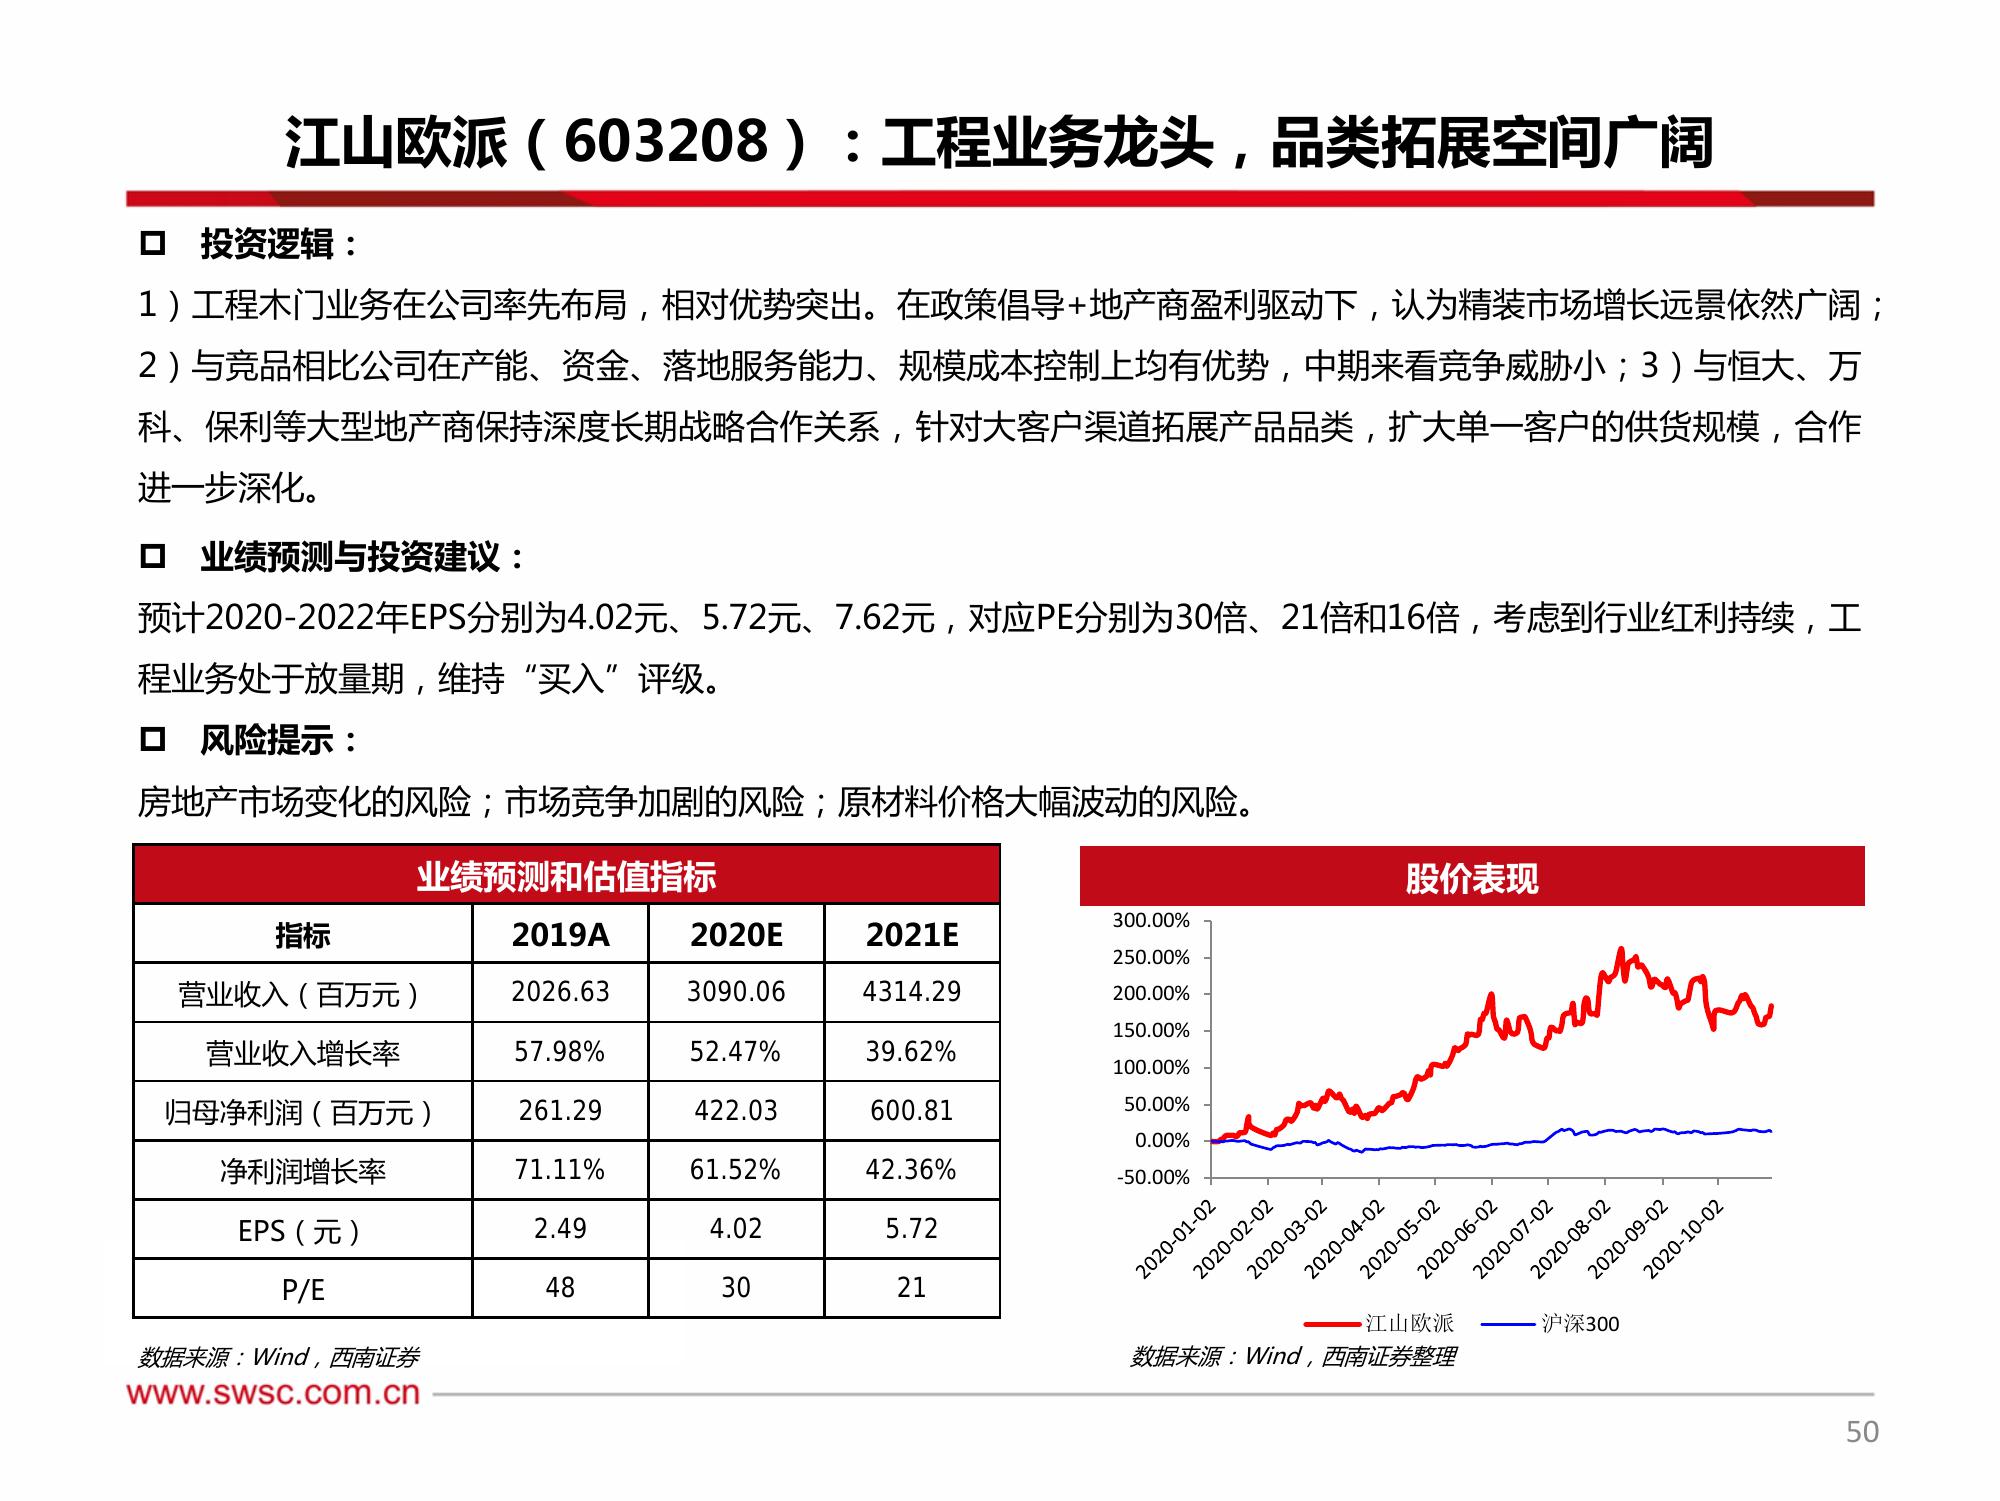 江山欧派（603208）：工程业务龙头，品类拓展空间广阔
投资逻辑：
1）工程木门业务在公司率先布局，相对优势突出。在政策倡导+地产商盈利驱动下，认为精装市场增长远景依然广阔；
2）与竞品相比公司在产能、资金、落地服务能力、规模成本控制上均有优势，中期来看竞争威胁小；3）与恒大、万
科、保利等大型地产商保持深度长期战略合作关系，针对大客户渠道拓展产品品类，扩大单一客户的供货规模，合作
进一步深化。
业绩预测与投资建议：
预计2020-2022年EPS分别为4.02元、5.72元、7.62元，对应PE分别为30倍、21倍和16倍，考虑到行业红利持续，工
程业务处于放量期，维持“买入”评级。
风险提示：
房地产市场变化的风险；市场竞争加剧的风险；原材料价格大幅波动的风险。
业绩预测和估值指标
指标 2019A 2020E 2021E
营业收入（百万元） 2026.63 3090.06 4314.29
营业收入增长率 57.98% 52.47% 39.62%
归母净利润（百万元） 261.29 422.03 600.81
净利润增长率 71.11% 61.52% 42.36%
EPS（元） 2.49 4.02 5.72
P/E 48 30 21
数据来源：Wind，西南证券
股价表现
300.00%
250.00%
200.00%
150.00%
100.00%
50.00%
0.00%
-50.00%
2020-01-02 2020-02-02 2020-03-02 2020-04-02 2020-05-02 2020-06-02 2020-07-02 2020-08-02 2020-09-02 2020-10-02
江山欧派 沪深300
数据来源：Wind，西南证券整理
www.swsc.com.cn
50